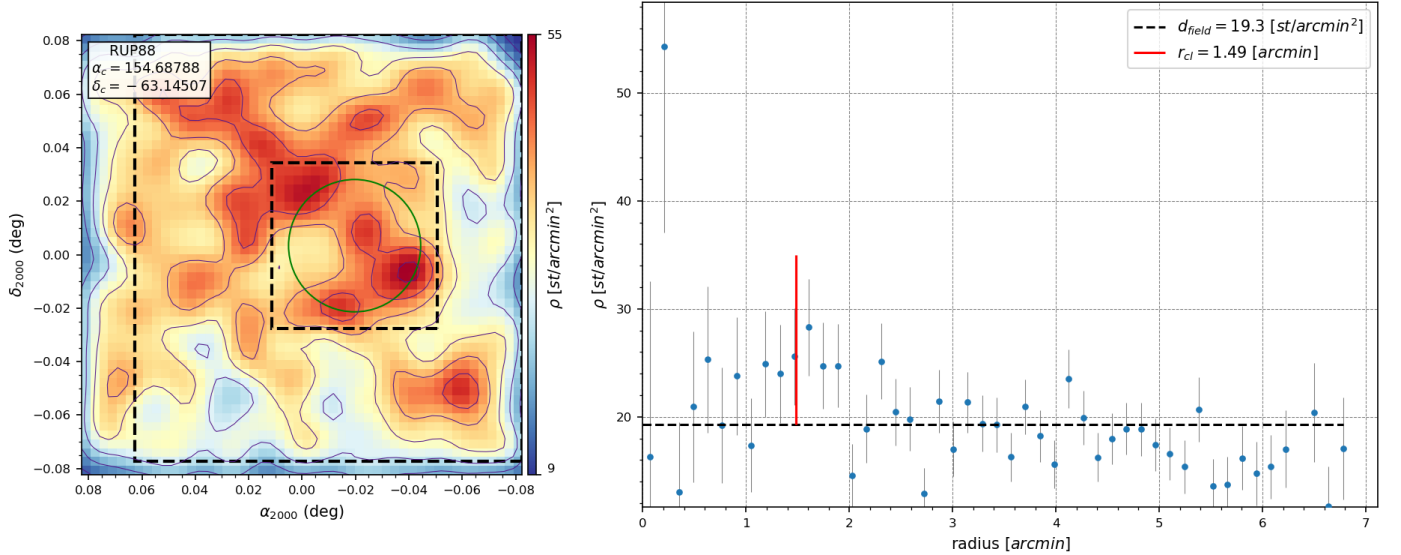 RUP88
α_c = 154.68788
δ_c = −63.14507
0.08
0.06
0.04
0.02
0.00
−0.02
−0.04
−0.06
−0.08
δ_2000 (deg)
0.08 0.06 0.04 0.02 0.00 −0.02 −0.04 −0.06 −0.08
α_2000 (deg)
55
9
ρ [st/arcmin²]
d_field = 19.3 [st/arcmin²]
r_cl = 1.49 [arcmin]
50
40
30
20
ρ [st/arcmin²]
0 1 2 3 4 5 6 7
radius [arcmin]